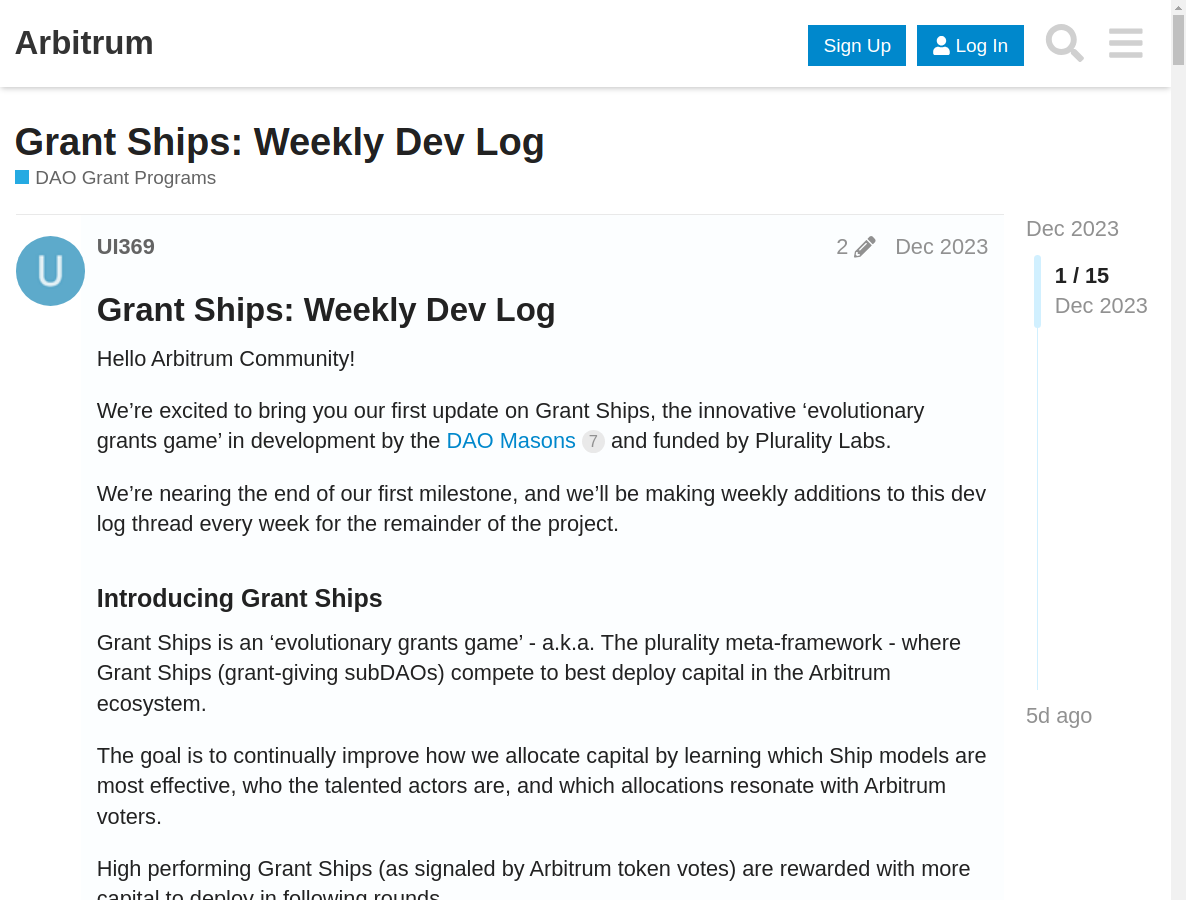 Arbitrum
Sign Up
Log In
Grant Ships: Weekly Dev Log
DAO Grant Programs
U
UI369
2
Dec 2023
Dec 2023
1 / 15
Dec 2023
Grant Ships: Weekly Dev Log
Hello Arbitrum Community!
We’re excited to bring you our first update on Grant Ships, the innovative ‘evolutionary
grants game’ in development by the DAO Masons 7 and funded by Plurality Labs.
We’re nearing the end of our first milestone, and we’ll be making weekly additions to this dev
log thread every week for the remainder of the project.
Introducing Grant Ships
Grant Ships is an ‘evolutionary grants game’ - a.k.a. The plurality meta-framework - where
Grant Ships (grant-giving subDAOs) compete to best deploy capital in the Arbitrum
ecosystem.
5d ago
The goal is to continually improve how we allocate capital by learning which Ship models are
most effective, who the talented actors are, and which allocations resonate with Arbitrum
voters.
High performing Grant Ships (as signaled by Arbitrum token votes) are rewarded with more
capital to deploy in following rounds.